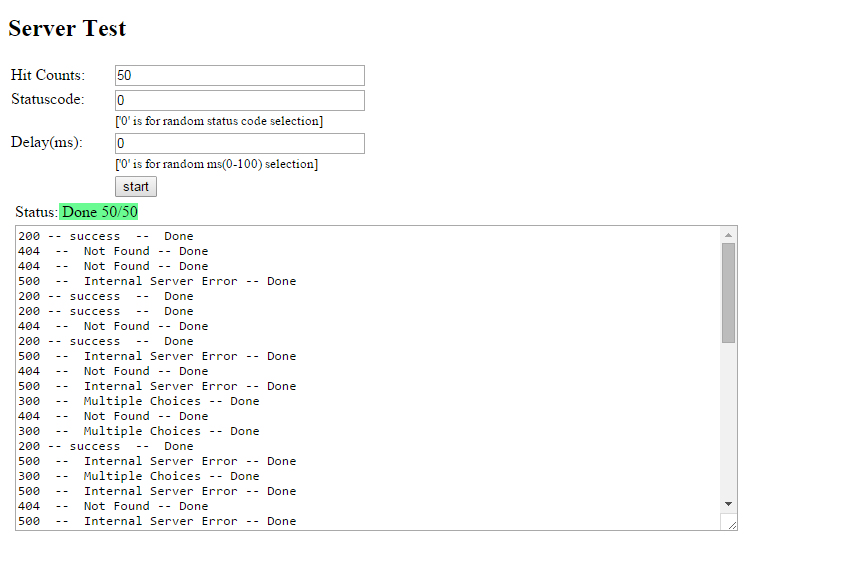 Server Test
Hit Counts: 50
Statuscode: 0
['0' is for random status code selection]
Delay(ms): 0
['0' is for random ms(0-100) selection]
start
Status: Done 50/50
200 -- success  --  Done
404  --  Not Found -- Done
404  --  Not Found -- Done
500  --  Internal Server Error -- Done
200 -- success  --  Done
200 -- success  --  Done
404  --  Not Found -- Done
200 -- success  --  Done
500  --  Internal Server Error -- Done
404  --  Not Found -- Done
500  --  Internal Server Error -- Done
300  --  Multiple Choices -- Done
404  --  Not Found -- Done
300  --  Multiple Choices -- Done
200 -- success  --  Done
500  --  Internal Server Error -- Done
300  --  Multiple Choices -- Done
500  --  Internal Server Error -- Done
404  --  Not Found -- Done
500  --  Internal Server Error -- Done